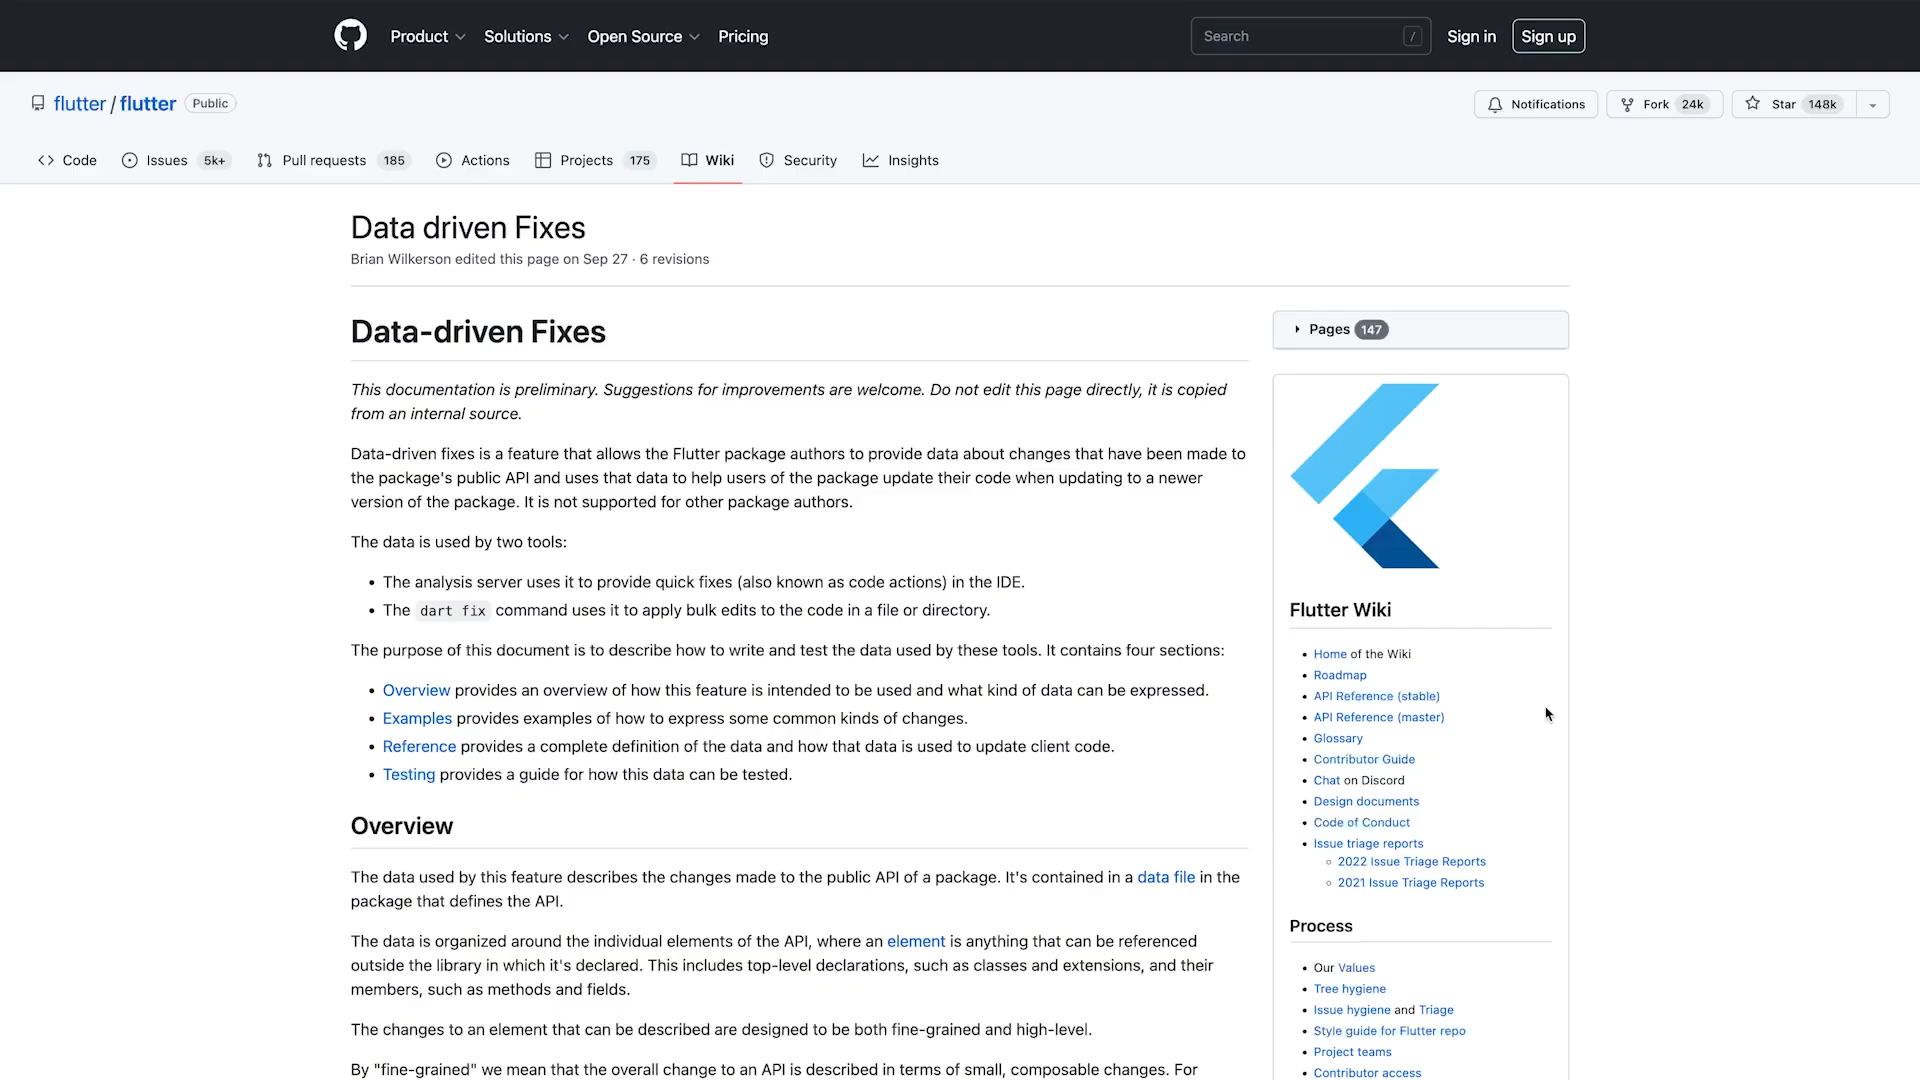 Product Solutions Open Source Pricing Search / Sign in Sign up
flutter / flutter Public Notifications Fork 24k Star 148k
Code Issues 5k+ Pull requests 185 Actions Projects 175 Wiki Security Insights
Data driven Fixes
Brian Wilkerson edited this page on Sep 27 · 6 revisions
Data-driven Fixes
This documentation is preliminary. Suggestions for improvements are welcome. Do not edit this page directly, it is copied
from an internal source.
Data-driven fixes is a feature that allows the Flutter package authors to provide data about changes that have been made to
the package's public API and uses that data to help users of the package update their code when updating to a newer
version of the package. It is not supported for other package authors.
The data is used by two tools:
• The analysis server uses it to provide quick fixes (also known as code actions) in the IDE.
• The dart fix command uses it to apply bulk edits to the code in a file or directory.
The purpose of this document is to describe how to write and test the data used by these tools. It contains four sections:
• Overview provides an overview of how this feature is intended to be used and what kind of data can be expressed.
• Examples provides examples of how to express some common kinds of changes.
• Reference provides a complete definition of the data and how that data is used to update client code.
• Testing provides a guide for how this data can be tested.
Overview
The data used by this feature describes the changes made to the public API of a package. It's contained in a data file in the
package that defines the API.
The data is organized around the individual elements of the API, where an element is anything that can be referenced
outside the library in which it's declared. This includes top-level declarations, such as classes and extensions, and their
members, such as methods and fields.
The changes to an element that can be described are designed to be both fine-grained and high-level.
By "fine-grained" we mean that the overall change to an API is described in terms of small, composable changes. For
Pages 147
Flutter Wiki
• Home of the Wiki
• Roadmap
• API Reference (stable)
• API Reference (master)
• Glossary
• Contributor Guide
• Chat on Discord
• Design documents
• Code of Conduct
• Issue triage reports
◦ 2022 Issue Triage Reports
◦ 2021 Issue Triage Reports
Process
• Our Values
• Tree hygiene
• Issue hygiene and Triage
• Style guide for Flutter repo
• Project teams
• Contributor access